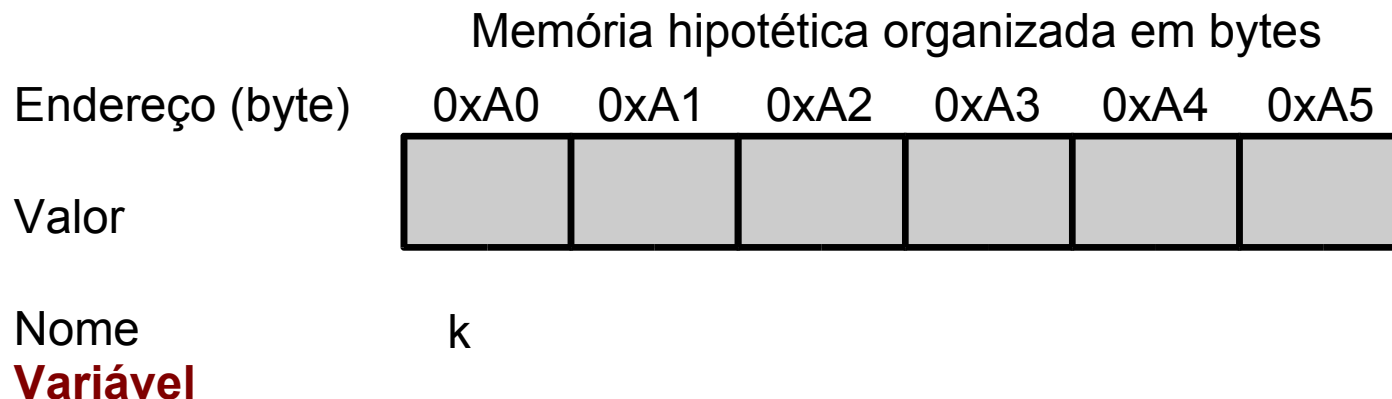 Memória hipotética organizada em bytes
Endereço (byte) 0xA0 0xA1 0xA2 0xA3 0xA4 0xA5
Valor
Nome k
Variável